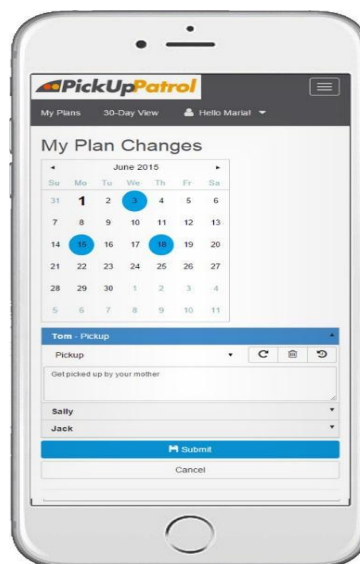 PickUpPatrol
My Plans 30-Day View Hello Maria!
My Plan Changes
June 2015
Su Mo Tu We Th Fr Sa
31 1 2 3 4 5 6
7 8 9 10 11 12 13
14 15 16 17 18 19 20
21 22 23 24 25 26 27
28 29 30 1 2 3 4
5 6 7 8 9 10 11
Tom - Pickup
Pickup
Get picked up by your mother
Sally
Jack
Submit
Cancel